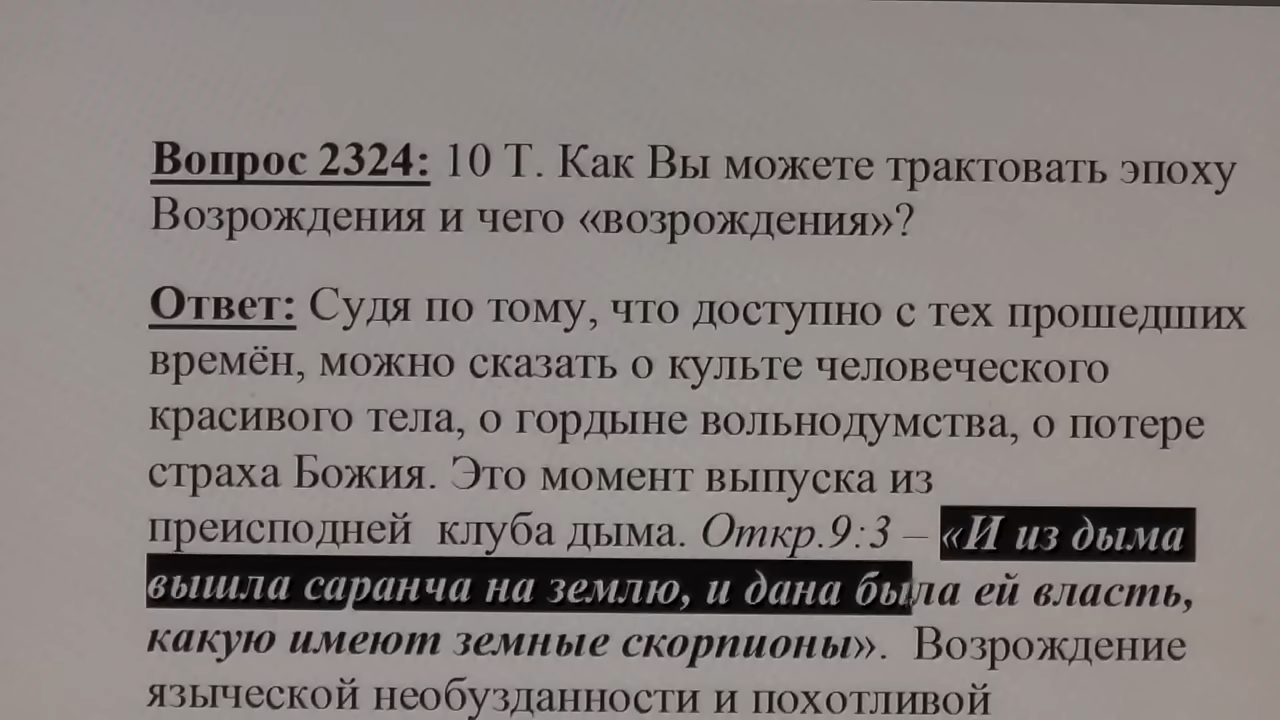 Вопрос 2324: 10 Т. Как Вы можете трактовать эпоху
Возрождения и чего «возрождения»?
Ответ: Судя по тому, что доступно с тех прошедших
времён, можно сказать о культе человеческого
красивого тела, о гордыне вольнодумства, о потере
страха Божия. Это момент выпуска из
преисподней клуба дыма. Откр.9:3 – «И из дыма
вышла саранча на землю, и дана была ей власть,
какую имеют земные скорпионы». Возрождение
языческой необузданности и похотливой